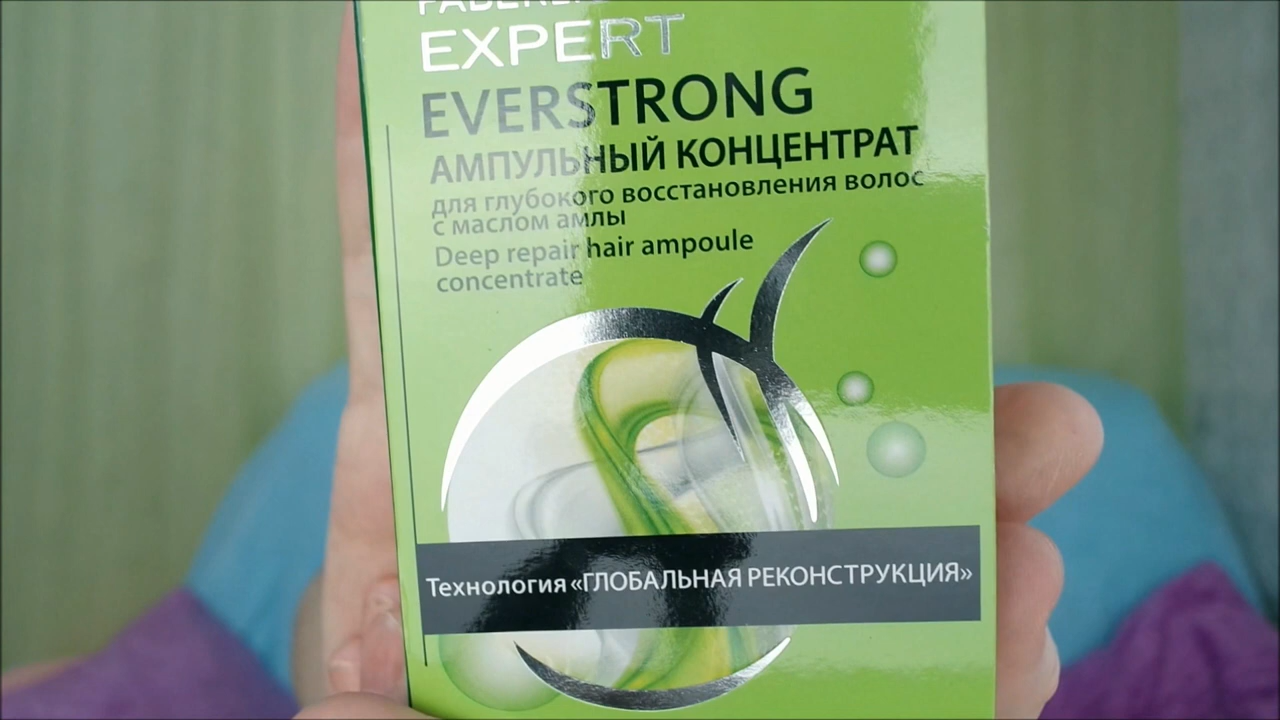 EXPERT
EVERSTRONG
АМПУЛЬНЫЙ КОНЦЕНТРАТ
для глубокого восстановления волос
с маслом амлы
Deep repair hair ampoule
concentrate
Технология «ГЛОБАЛЬНАЯ РЕКОНСТРУКЦИЯ»